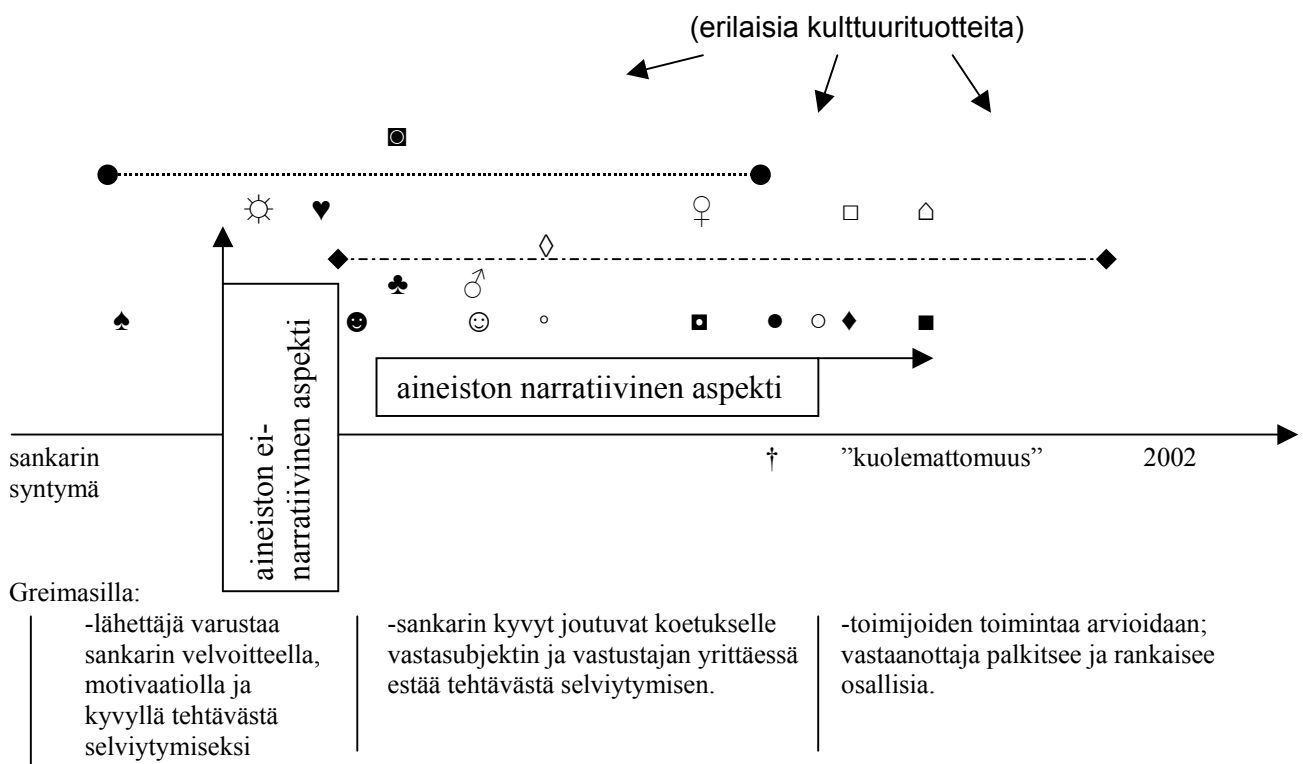 (erilaisia kulttuurituotteita)
aineiston ei-
narratiivinen aspekti
aineiston narratiivinen aspekti
sankarin
syntymä
† ”kuolemattomuus” 2002
Greimasilla:
-lähettäjä varustaa
sankarin velvoitteella,
motivaatiolla ja
kyvyllä tehtävästä
selviytymiseksi
-sankarin kyvyt joutuvat koetukselle
vastasubjektin ja vastustajan yrittäessä
estää tehtävästä selviytymisen.
-toimijoiden toimintaa arvioidaan;
vastaanottaja palkitsee ja rankaisee
osallisia.